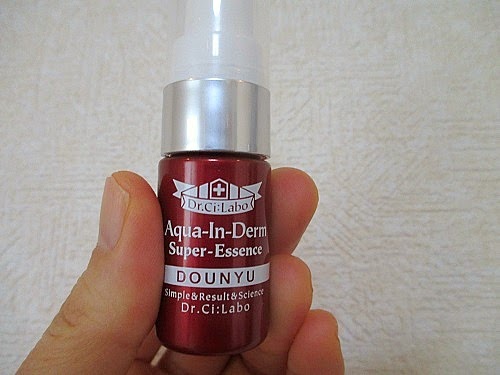 Dr.Ci:Labo
Aqua-In-Derm
Super-Essence
DOUNYU
Simple&Result&Science
Dr.Ci:Labo